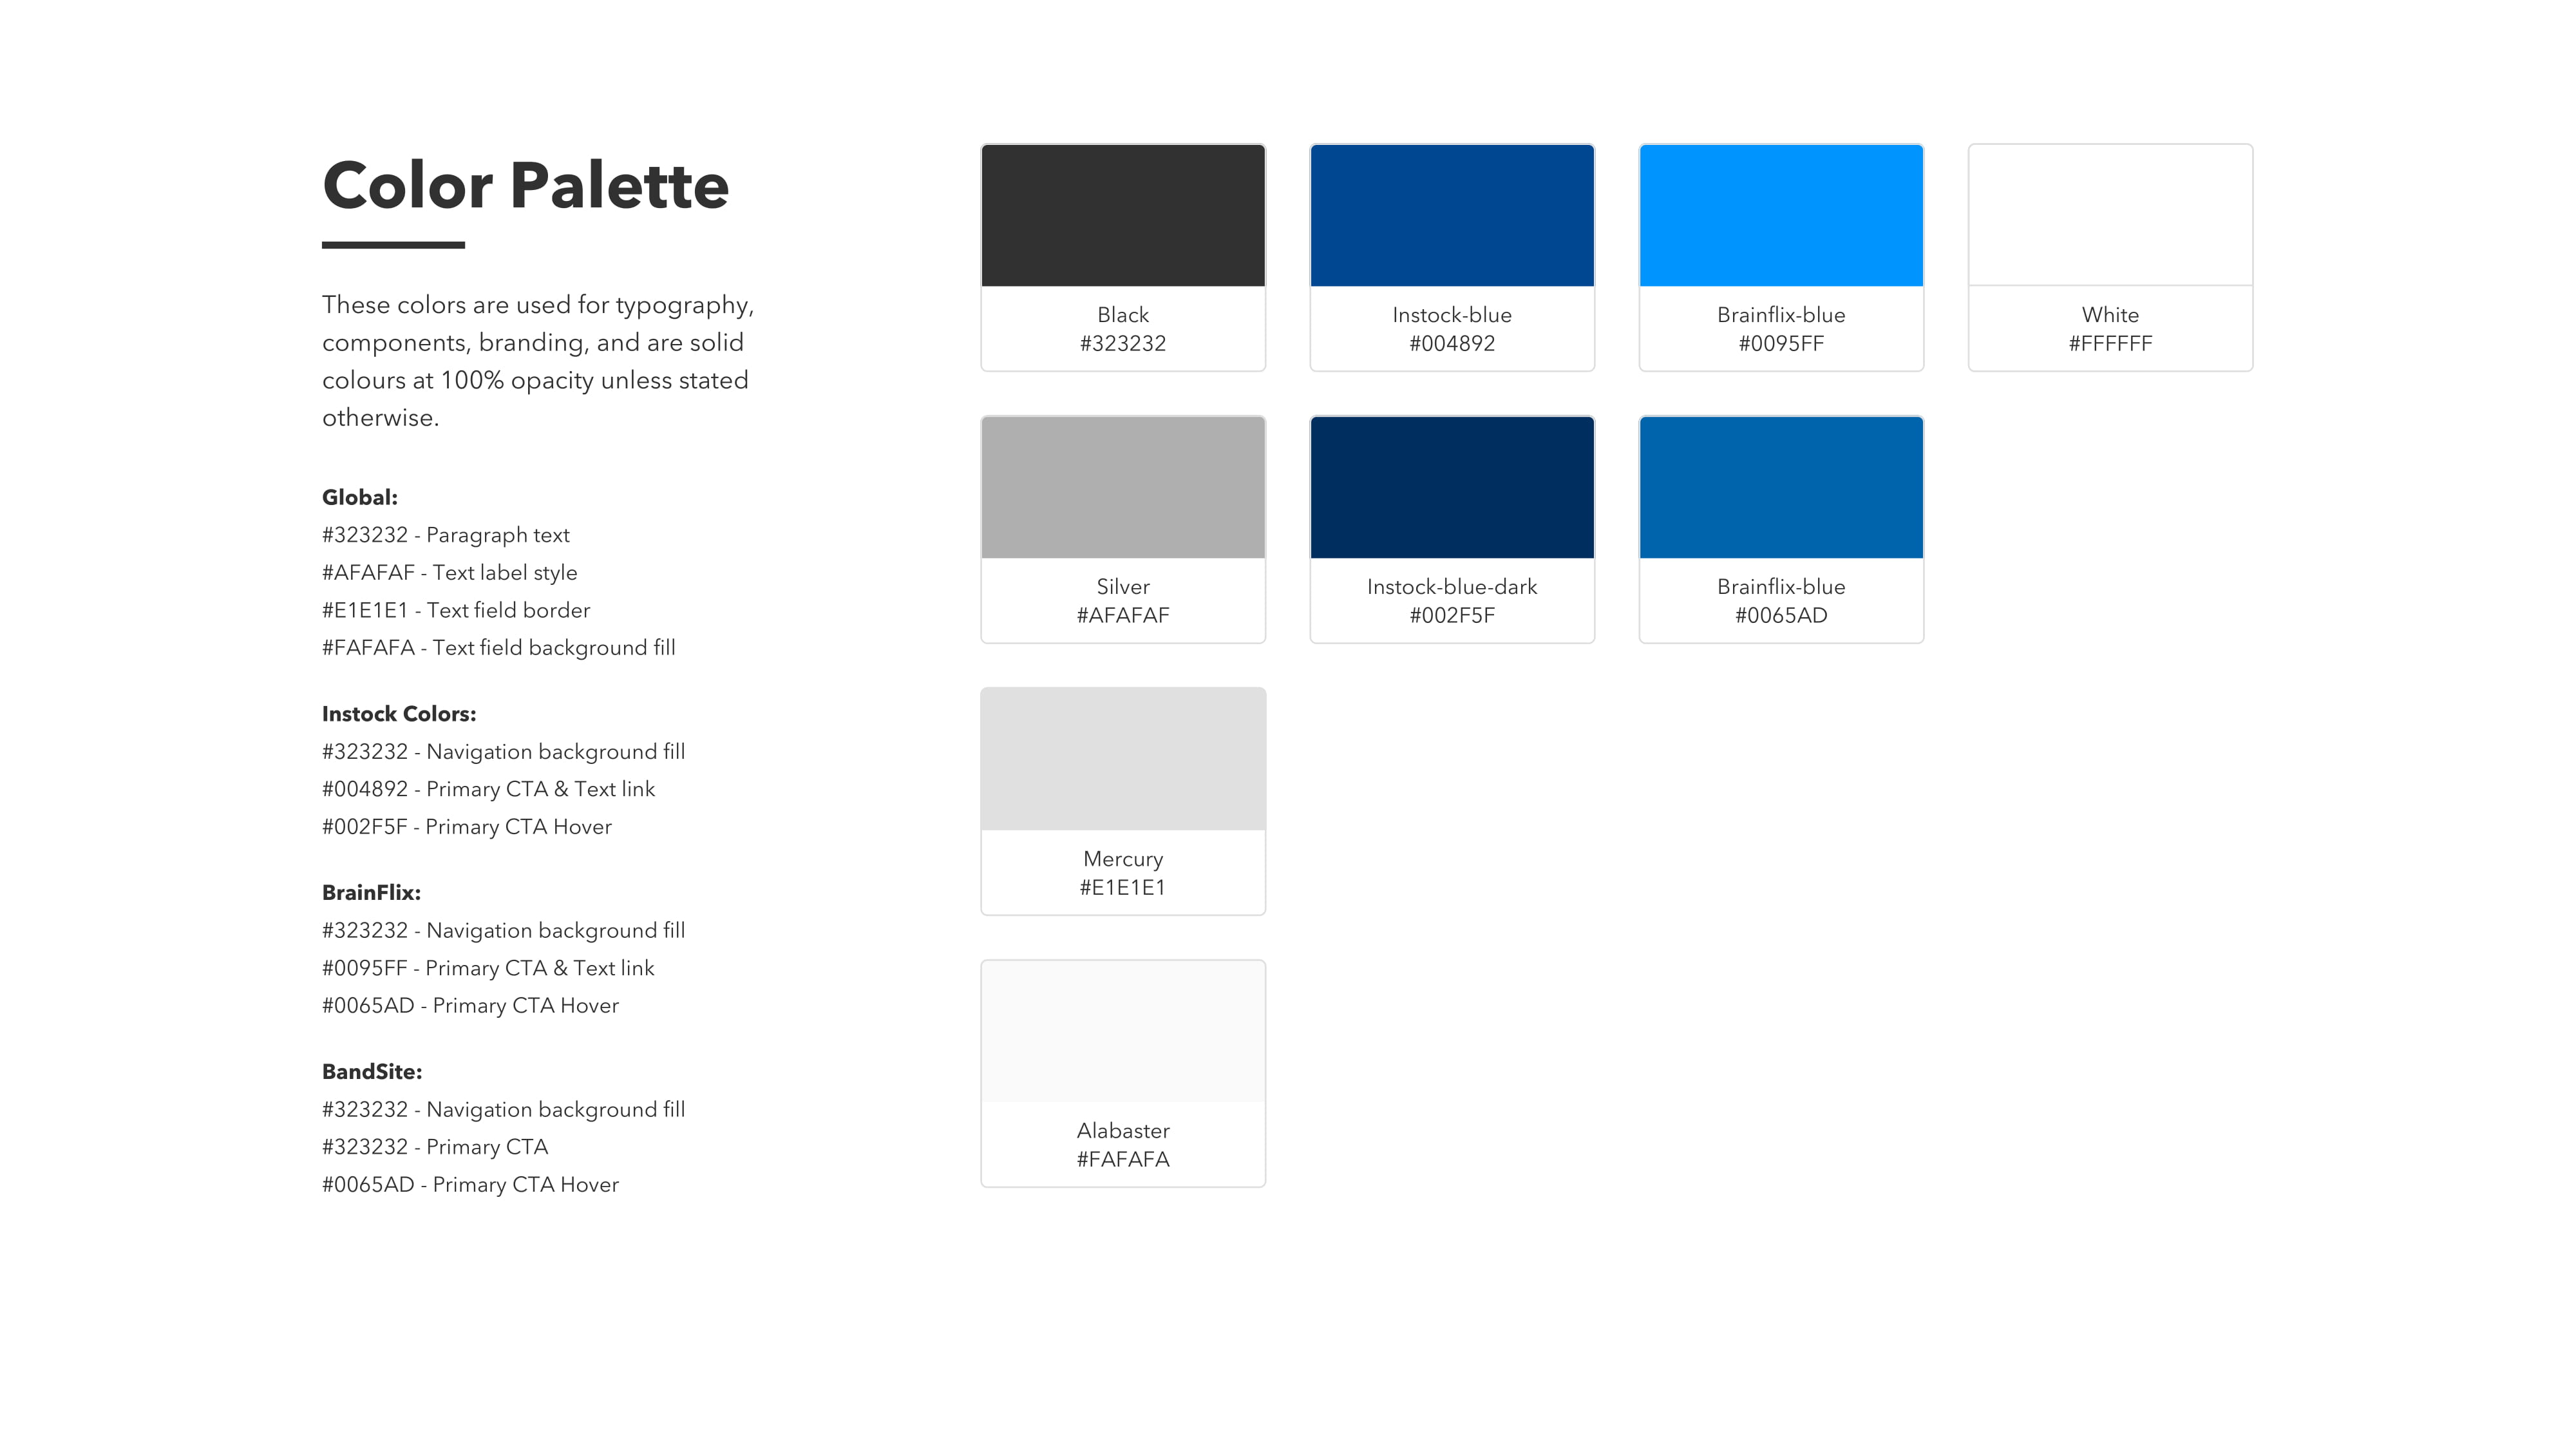 Color Palette
These colors are used for typography,
components, branding, and are solid
colours at 100% opacity unless stated
otherwise.
Global:
#323232 - Paragraph text
#AFAFAF - Text label style
#E1E1E1 - Text field border
#FAFAFA - Text field background fill
Instock Colors:
#323232 - Navigation background fill
#004892 - Primary CTA & Text link
#002F5F - Primary CTA Hover
BrainFlix:
#323232 - Navigation background fill
#0095FF - Primary CTA & Text link
#0065AD - Primary CTA Hover
BandSite:
#323232 - Navigation background fill
#323232 - Primary CTA
#0065AD - Primary CTA Hover
Black
#323232
Instock-blue
#004892
Brainflix-blue
#0095FF
White
#FFFFFF
Silver
#AFAFAF
Instock-blue-dark
#002F5F
Brainflix-blue
#0065AD
Mercury
#E1E1E1
Alabaster
#FAFAFA